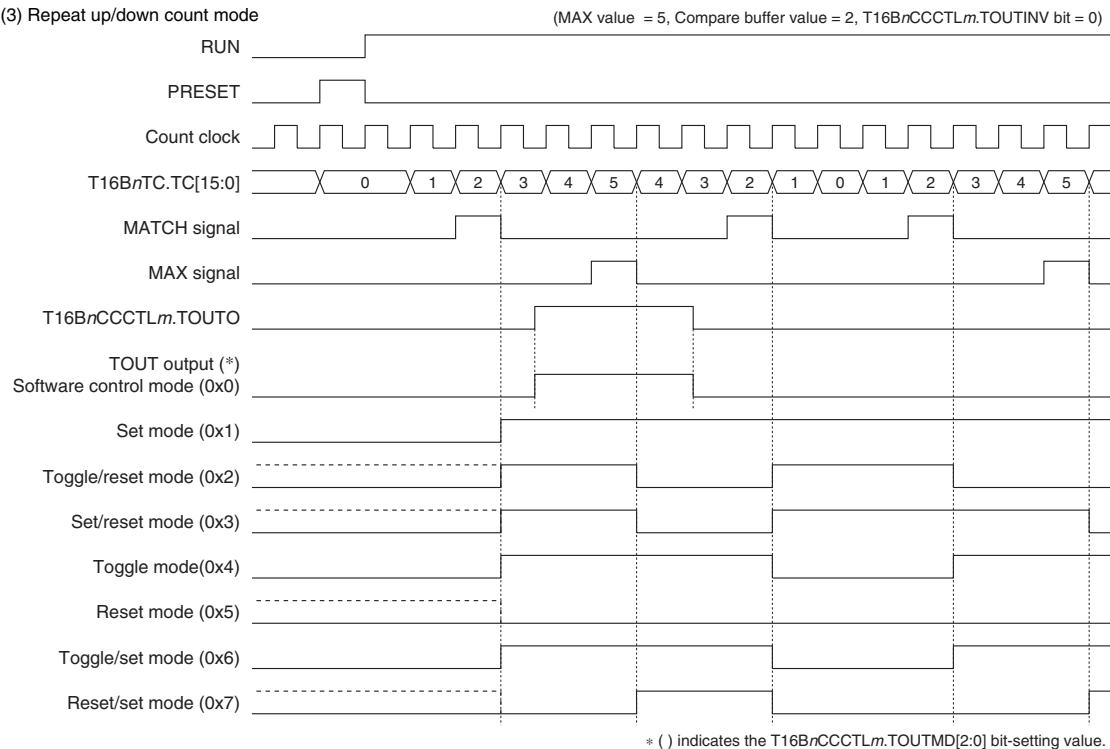 (3) Repeat up/down count mode
(MAX value = 5, Compare buffer value = 2, T16BnCCCTLm.TOUTINV bit = 0)
RUN
PRESET
Count clock
T16BnTC.TC[15:0] 0 1 2 3 4 5 4 3 2 1 0 1 2 3 4 5
MATCH signal
MAX signal
T16BnCCCTLm.TOUTO
TOUT output (*)
Software control mode (0x0)
Set mode (0x1)
Toggle/reset mode (0x2)
Set/reset mode (0x3)
Toggle mode(0x4)
Reset mode (0x5)
Toggle/set mode (0x6)
Reset/set mode (0x7)
* ( ) indicates the T16BnCCCTLm.TOUTMD[2:0] bit-setting value.